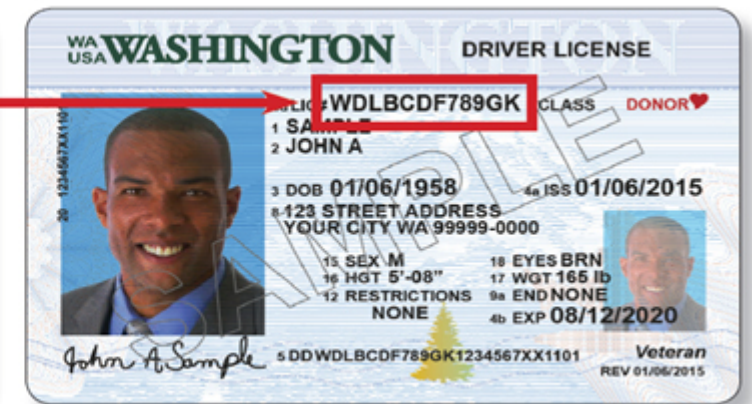 WA
USA WASHINGTON DRIVER LICENSE
LIC# WDLBCDF789GK CLASS DONOR
1 SAMPLE
2 JOHN A
20 1234567XX1101
3 DOB 01/06/1958 4a ISS 01/06/2015
8 123 STREET ADDRESS
YOUR CITY WA 99999-0000
15 SEX M 18 EYES BRN
16 HGT 5'-08" 17 WGT 165 lb
12 RESTRICTIONS 9a END NONE
NONE 4b EXP 08/12/2020
SAMPLE
John A Sample 5 DD WDLBCDF789GK1234567XX1101 Veteran
REV 01/06/2015